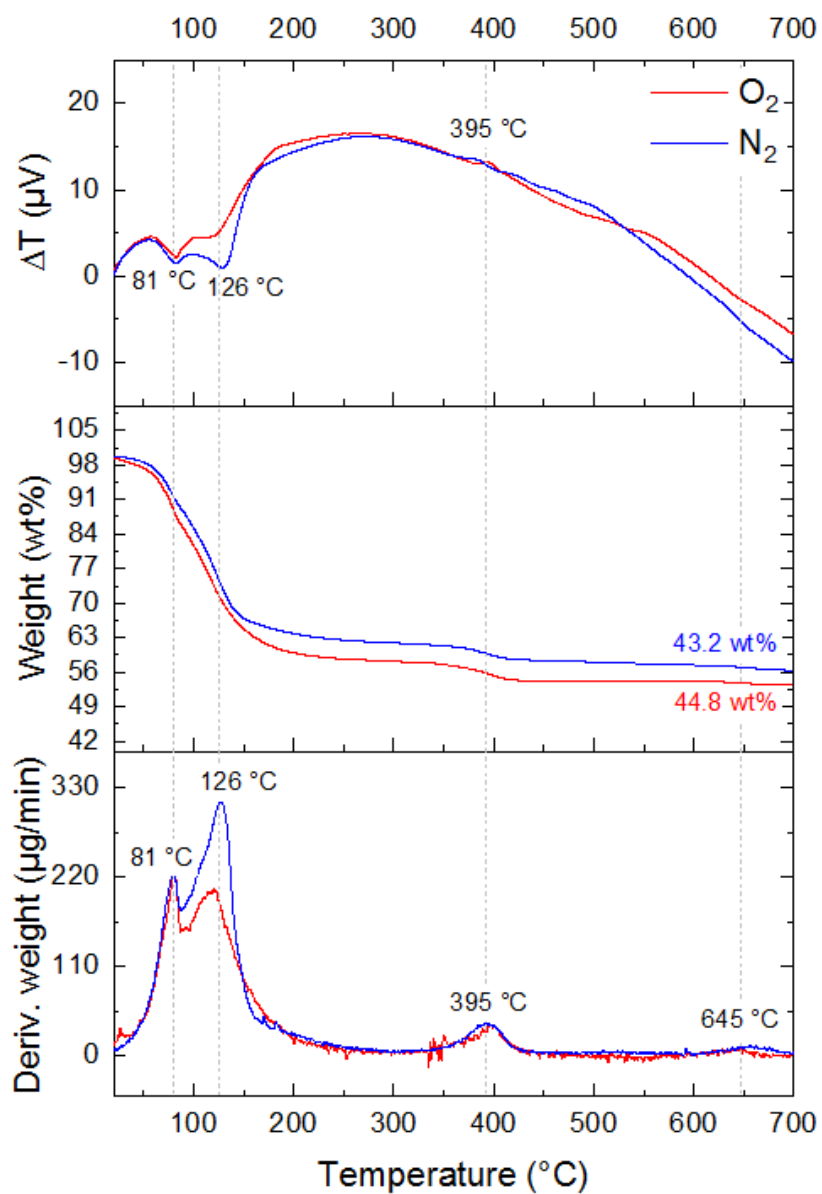 100 200 300 400 500 600 700
O2
N2
395 °C
81 °C
126 °C
20
10
0
-10
ΔT (µV)
105
98
91
84
77
70
63
56
49
42
Weight (wt%)
43.2 wt%
44.8 wt%
126 °C
81 °C
395 °C
645 °C
330
220
110
0
Deriv. weight (µg/min)
100 200 300 400 500 600 700
Temperature (°C)